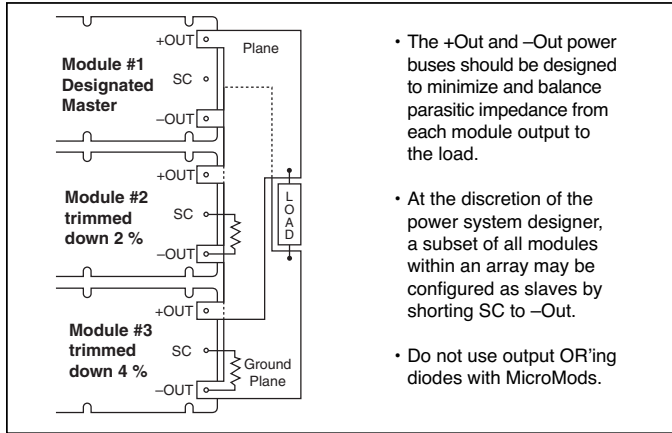 +OUT
Plane
Module #1
Designated
Master
SC
–OUT
+OUT
Module #2
trimmed
down 2 %
SC
–OUT
LOAD
+OUT
Module #3
trimmed
down 4 %
SC
Ground
Plane
–OUT
• The +Out and –Out power
buses should be designed
to minimize and balance
parasitic impedance from
each module output to
the load.
• At the discretion of the
power system designer,
a subset of all modules
within an array may be
configured as slaves by
shorting SC to –Out.
• Do not use output OR'ing
diodes with MicroMods.